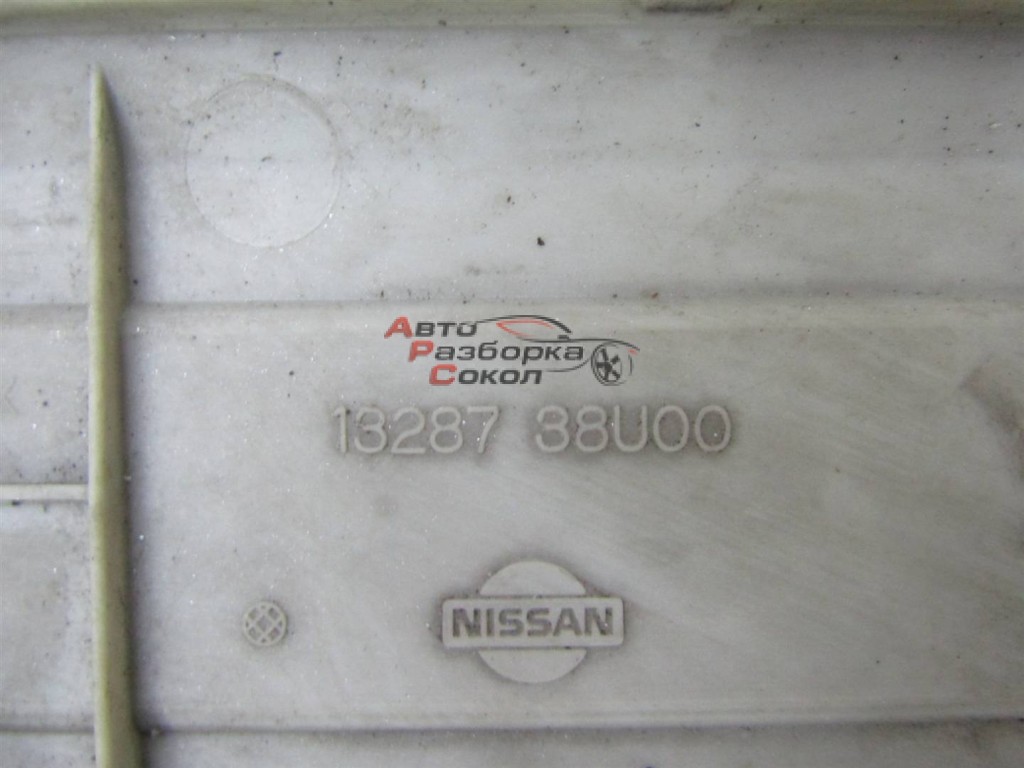 Авто
Разборка
Сокол
13287 38U00
NISSAN